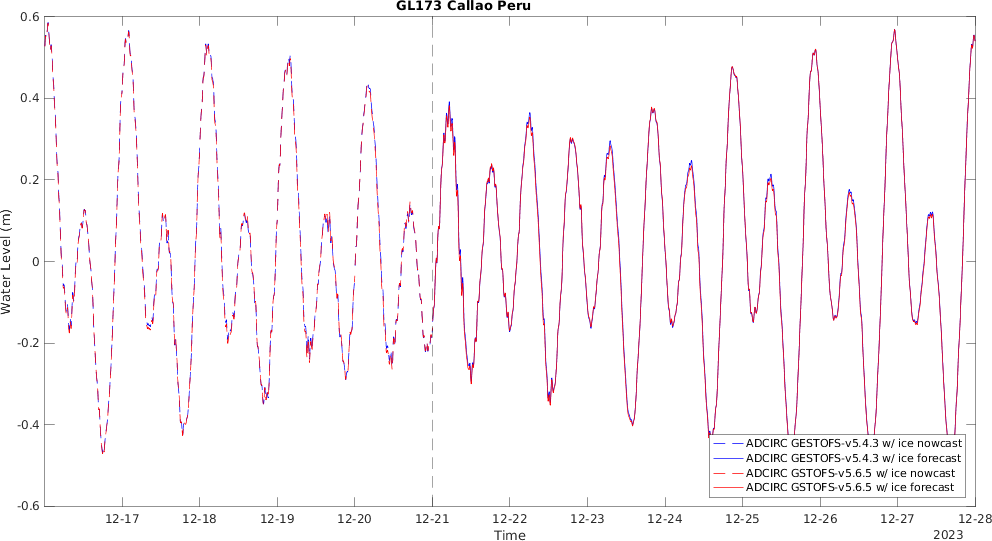 GL173 Callao Peru
0.6
0.4
0.2
0
-0.2
-0.4
-0.6
Water Level (m)
ADCIRC GESTOFS-v5.4.3 w/ ice nowcast
ADCIRC GESTOFS-v5.4.3 w/ ice forecast
ADCIRC GSTOFS-v5.6.5 w/ ice nowcast
ADCIRC GSTOFS-v5.6.5 w/ ice forecast
12-17 12-18 12-19 12-20 12-21 12-22 12-23 12-24 12-25 12-26 12-27 12-28
Time
2023